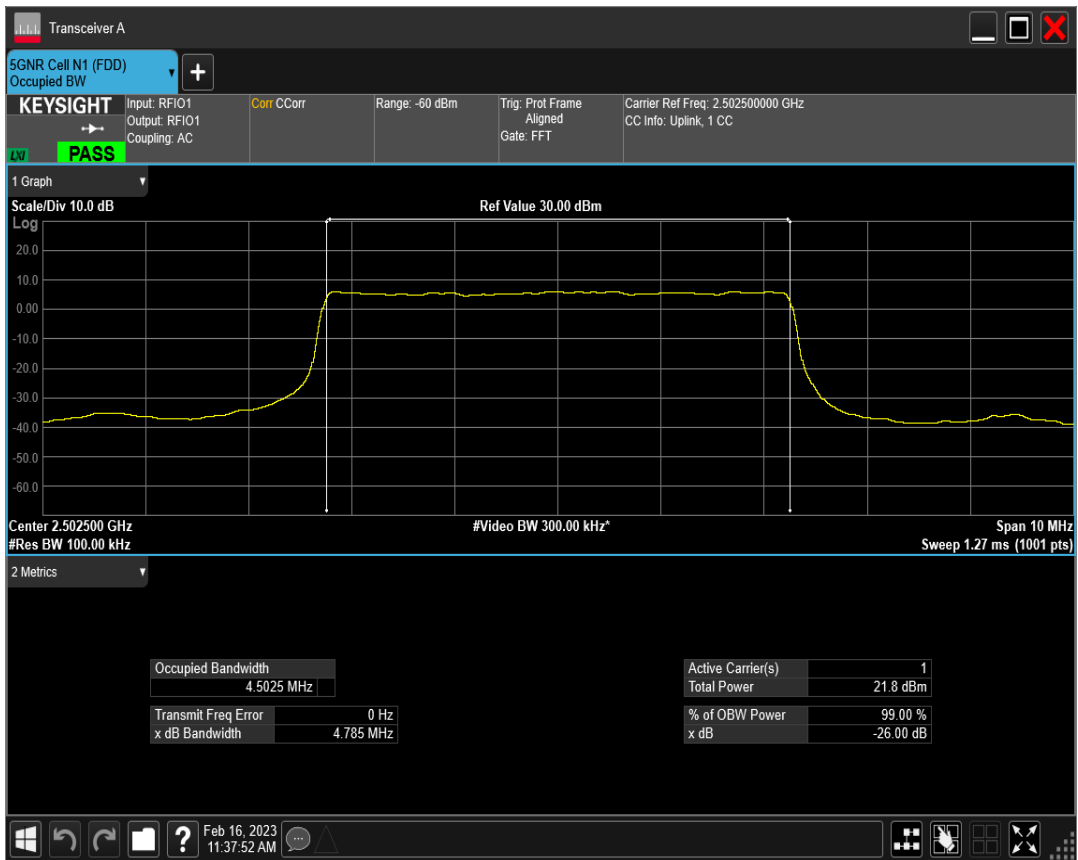 Transceiver A
5GNR Cell N1 (FDD)
Occupied BW
+
KEYSIGHT
LXI
PASS
Input: RFIO1
Output: RFIO1
Coupling: AC
Corr CCorr
Range: -60 dBm
Trig: Prot Frame
Aligned
Gate: FFT
Carrier Ref Freq: 2.502500000 GHz
CC Info: Uplink, 1 CC
1 Graph
Scale/Div 10.0 dB
Ref Value 30.00 dBm
Log
20.0
10.0
0.00
-10.0
-20.0
-30.0
-40.0
-50.0
-60.0
Center 2.502500 GHz
#Video BW 300.00 kHz*
Span 10 MHz
#Res BW 100.00 kHz
Sweep 1.27 ms (1001 pts)
2 Metrics
Occupied Bandwidth
4.5025 MHz
Transmit Freq Error 0 Hz
x dB Bandwidth 4.785 MHz
Active Carrier(s) 1
Total Power 21.8 dBm
% of OBW Power 99.00 %
x dB -26.00 dB
?
Feb 16, 2023
11:37:52 AM